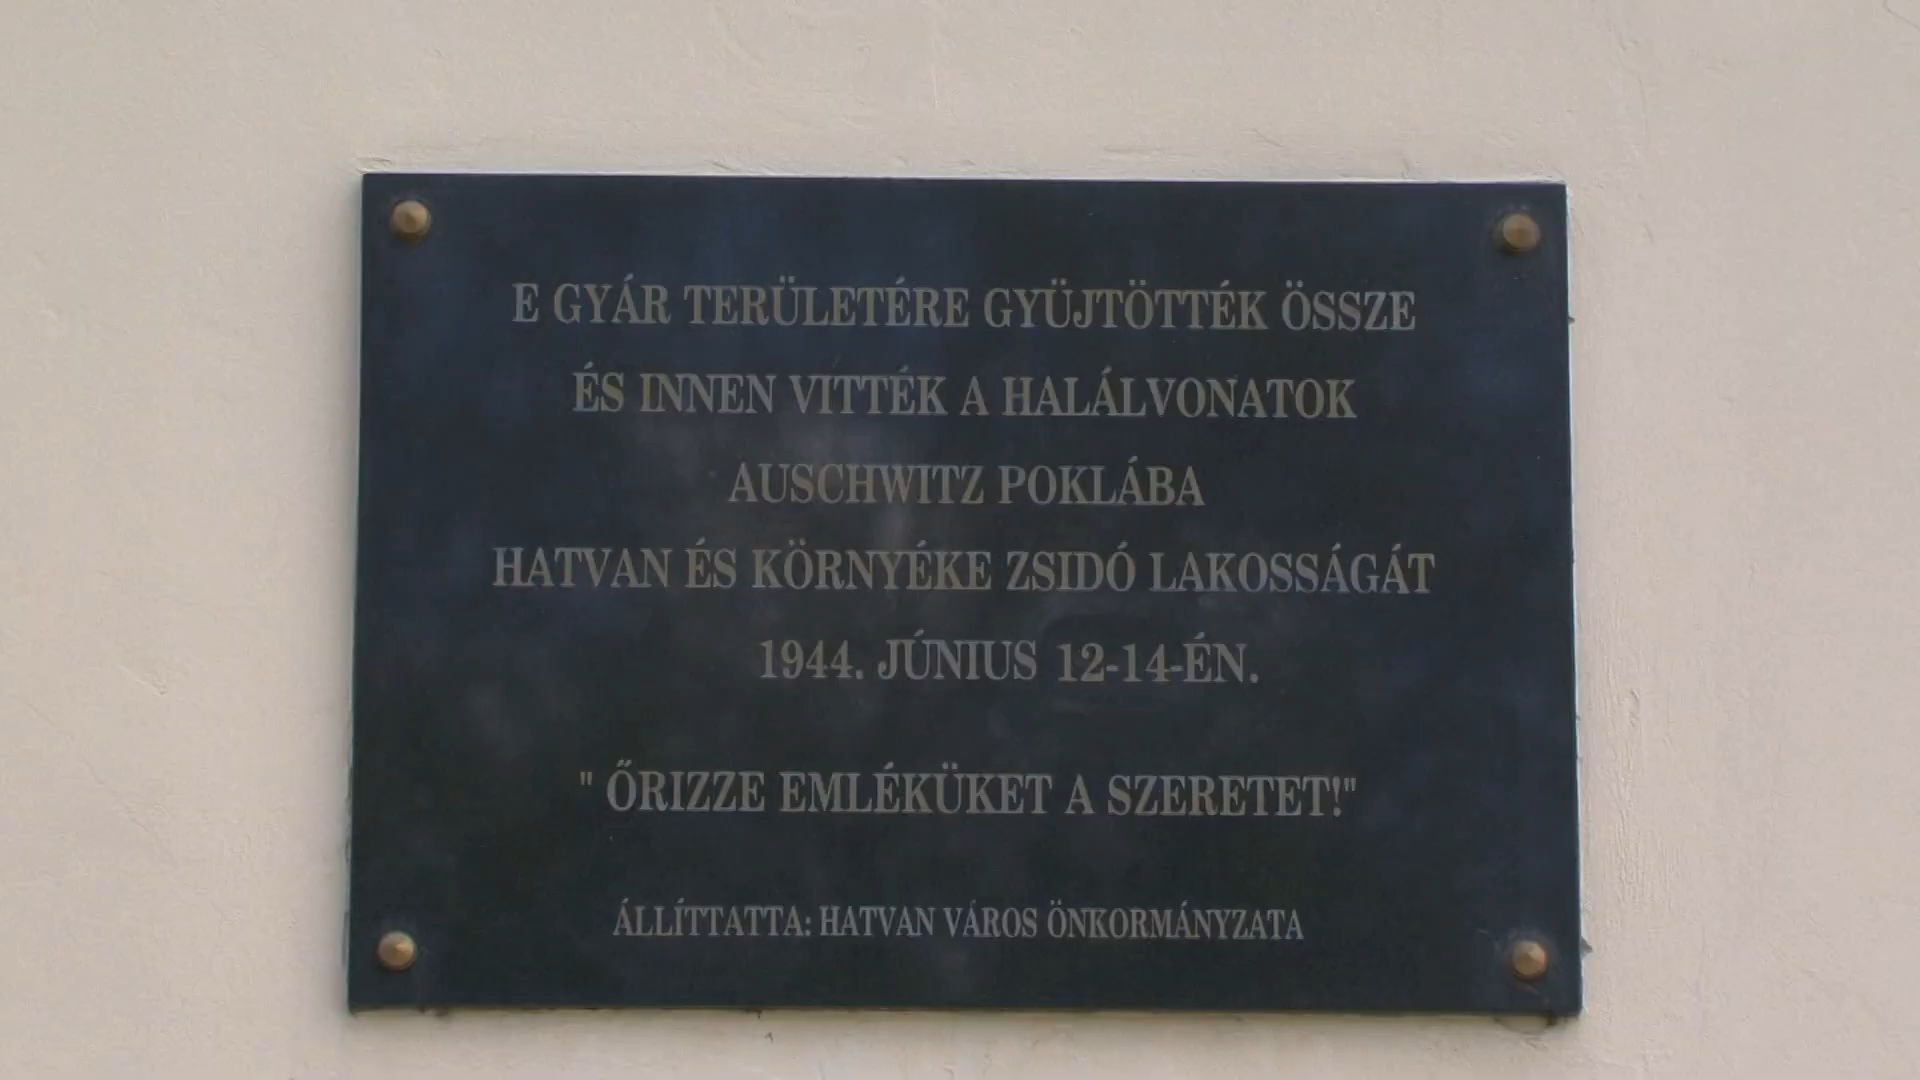 E GYÁR TERÜLETÉRE GYÜJTÖTTÉK ÖSSZE
ÉS INNEN VITTÉK A HALÁLVONATOK
AUSCHWITZ POKLÁBA
HATVAN ÉS KÖRNYÉKE ZSIDÓ LAKOSSÁGÁT
1944. JÚNIUS 12-14-ÉN.
" ŐRIZZE EMLÉKÜKET A SZERETET!"
ÁLLÍTTATTA: HATVAN VÁROS ÖNKORMÁNYZATA